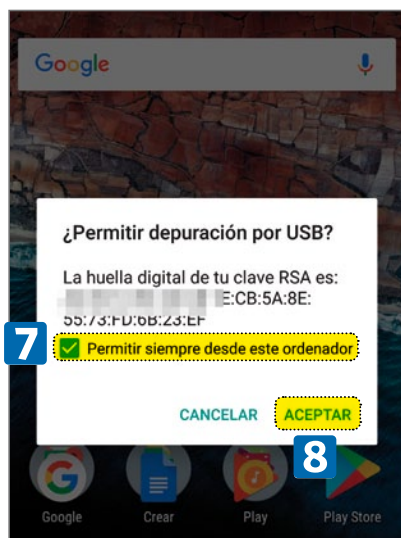 Google
¿Permitir depuración por USB?
La huella digital de tu clave RSA es:
E:CB:5A:8E:
55:73:FD:6B:23:EF
7
Permitir siempre desde este ordenador
CANCELAR ACEPTAR
8
Google Crear Play Play Store